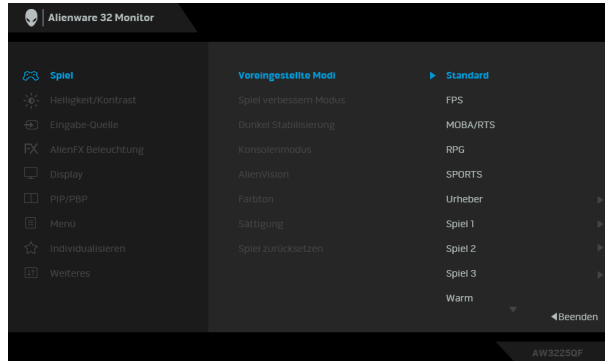 Alienware 32 Monitor
Spiel
Voreingestellte Modi
Standard
Helligkeit/Kontrast
Spiel verbessern Modus
FPS
Eingabe-Quelle
Dunkel Stabilisierung
MOBA/RTS
AlienFX Beleuchtung
Konsolenmodus
RPG
Display
AlienVision
SPORTS
PIP/PBP
Farbton
Urheber
Menü
Sättigung
Spiel 1
Individualisieren
Spiel zurücksetzen
Spiel 2
Weiteres
Spiel 3
Warm
Beenden
AW3225QF